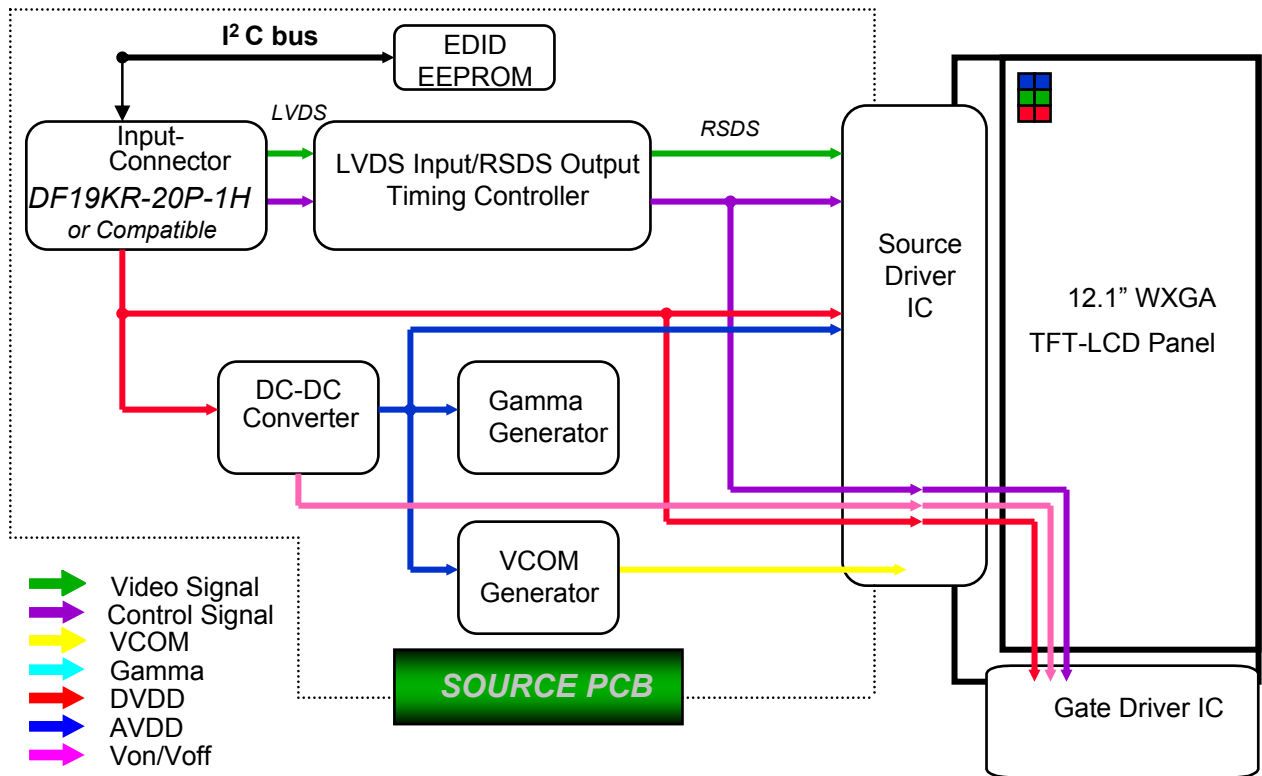 I² C bus
EDID
EEPROM
LVDS
RSDS
Input-
Connector
DF19KR-20P-1H
or Compatible
LVDS Input/RSDS Output
Timing Controller
Source
Driver
IC
12.1” WXGA
TFT-LCD Panel
DC-DC
Converter
Gamma
Generator
VCOM
Generator
Video Signal
Control Signal
VCOM
Gamma
DVDD
AVDD
Von/Voff
SOURCE PCB
Gate Driver IC